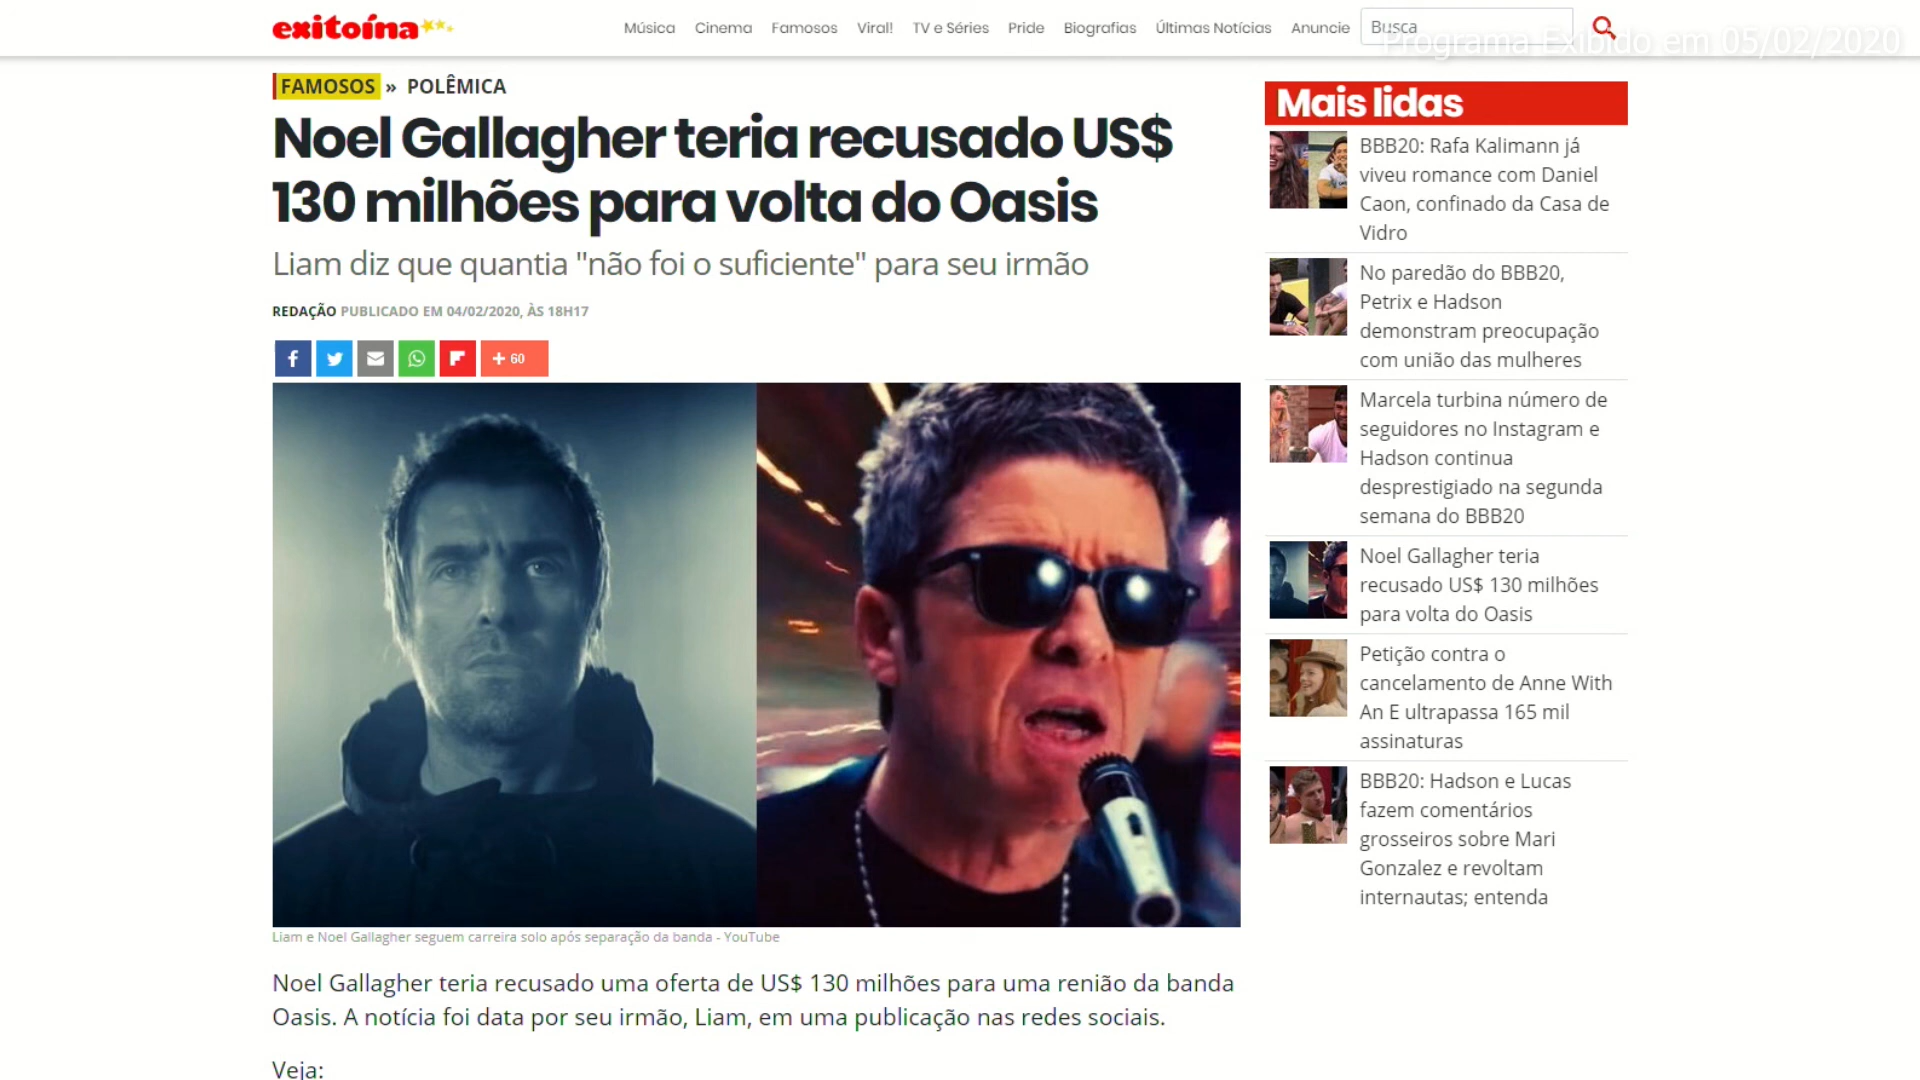 exitoína
Música Cinema Famosos Viral! TV e Séries Pride Biografias Últimas Notícias Anuncie Busca
Programa Exibido em 05/02/2020
FAMOSOS » POLÊMICA
Noel Gallagher teria recusado US$
130 milhões para volta do Oasis
Liam diz que quantia "não foi o suficiente" para seu irmão
REDAÇÃO PUBLICADO EM 04/02/2020, ÀS 18H17
+ 60
Liam e Noel Gallagher seguem carreira solo após separação da banda - YouTube
Noel Gallagher teria recusado uma oferta de US$ 130 milhões para uma renião da banda
Oasis. A notícia foi data por seu irmão, Liam, em uma publicação nas redes sociais.
Veja:
Mais lidas
BBB20: Rafa Kalimann já
viveu romance com Daniel
Caon, confinado da Casa de
Vidro
No paredão do BBB20,
Petrix e Hadson
demonstram preocupação
com união das mulheres
Marcela turbina número de
seguidores no Instagram e
Hadson continua
desprestigiado na segunda
semana do BBB20
Noel Gallagher teria
recusado US$ 130 milhões
para volta do Oasis
Petição contra o
cancelamento de Anne With
An E ultrapassa 165 mil
assinaturas
BBB20: Hadson e Lucas
fazem comentários
grosseiros sobre Mari
Gonzalez e revoltam
internautas; entenda